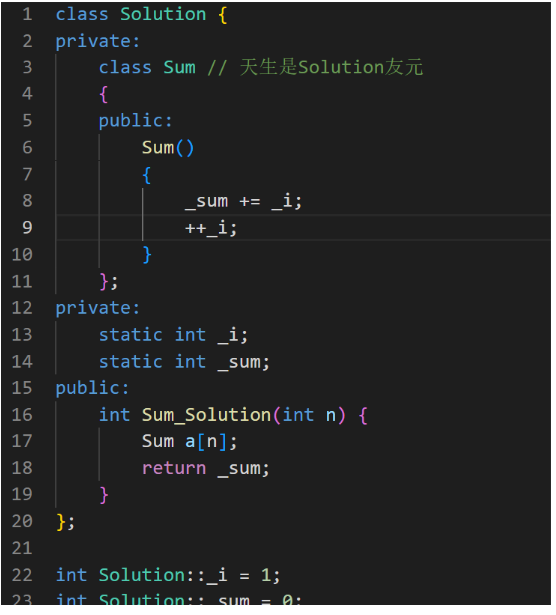 1 class Solution {
2 private:
3 class Sum // 天生是Solution友元
4 {
5 public:
6 Sum()
7 {
8 _sum += _i;
9 ++_i;
10 }
11 };
12 private:
13 static int _i;
14 static int _sum;
15 public:
16 int Sum_Solution(int n) {
17 Sum a[n];
18 return _sum;
19 }
20 };
21
22 int Solution::_i = 1;
23 int Solution::_sum = 0;